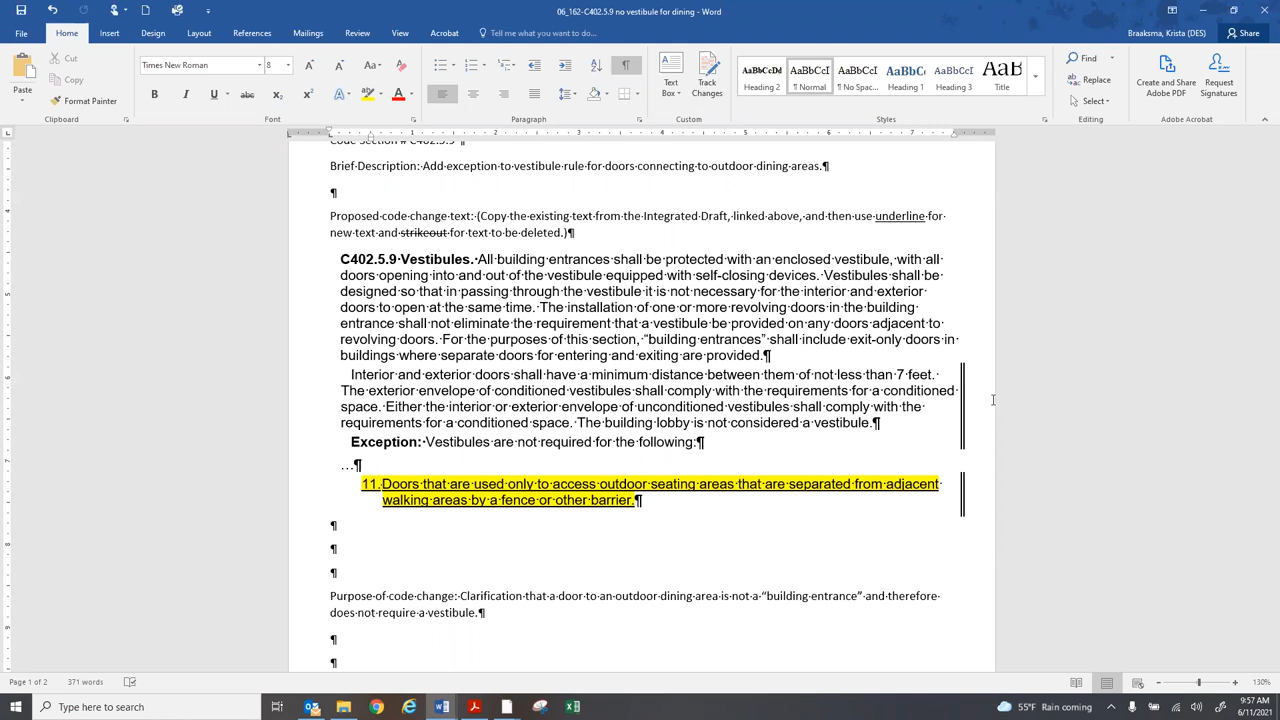 06_162-C402.5.9 no vestibule for dining - Word
Braaksma, Krista (DES)
File Home Insert Draw Design Layout References Mailings Review View Acrobat Tell me what you want to do... Share
Paste Cut Copy Format Painter
Times New Roman 8
Text Box Track Changes
AaBbCcDd Heading 2 AaBbCcI ¶ Normal AaBbCcI ¶ No Spac... AaBbC Heading 1 AaBbCcI Heading 3 AaB Title
Find Replace Select
Create and Share Adobe PDF Request Signatures
Clipboard Font Paragraph Custom Styles Editing Adobe Acrobat
Code Section # C402.5.9 ¶
Brief Description: Add exception to vestibule rule for doors connecting to outdoor dining areas.¶
¶
Proposed code change text: (Copy the existing text from the Integrated Draft, linked above, and then use underline for
new text and strikeout for text to be deleted.)¶
C402.5.9 Vestibules. All building entrances shall be protected with an enclosed vestibule, with all
doors opening into and out of the vestibule equipped with self-closing devices. Vestibules shall be
designed so that in passing through the vestibule it is not necessary for the interior and exterior
doors to open at the same time. The installation of one or more revolving doors in the building
entrance shall not eliminate the requirement that a vestibule be provided on any doors adjacent to
revolving doors. For the purposes of this section, “building entrances” shall include exit-only doors in
buildings where separate doors for entering and exiting are provided.¶
Interior and exterior doors shall have a minimum distance between them of not less than 7 feet.
The exterior envelope of conditioned vestibules shall comply with the requirements for a conditioned
space. Either the interior or exterior envelope of unconditioned vestibules shall comply with the
requirements for a conditioned space. The building lobby is not considered a vestibule.¶
Exception: Vestibules are not required for the following:¶
…¶
11. Doors that are used only to access outdoor seating areas that are separated from adjacent
walking areas by a fence or other barrier.¶
¶
¶
¶
Purpose of code change: Clarification that a door to an outdoor dining area is not a “building entrance” and therefore
does not require a vestibule.¶
¶
¶
Page 1 of 2 371 words 130%
Type here to search 55°F Rain coming 9:57 AM
6/11/2021